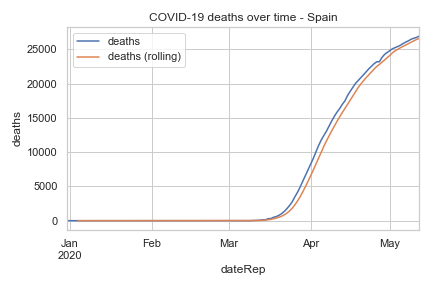 COVID-19 deaths over time - Spain
deaths
deaths (rolling)
deaths
25000
20000
15000
10000
5000
0
Jan
2020
Feb
Mar
Apr
May
dateRep